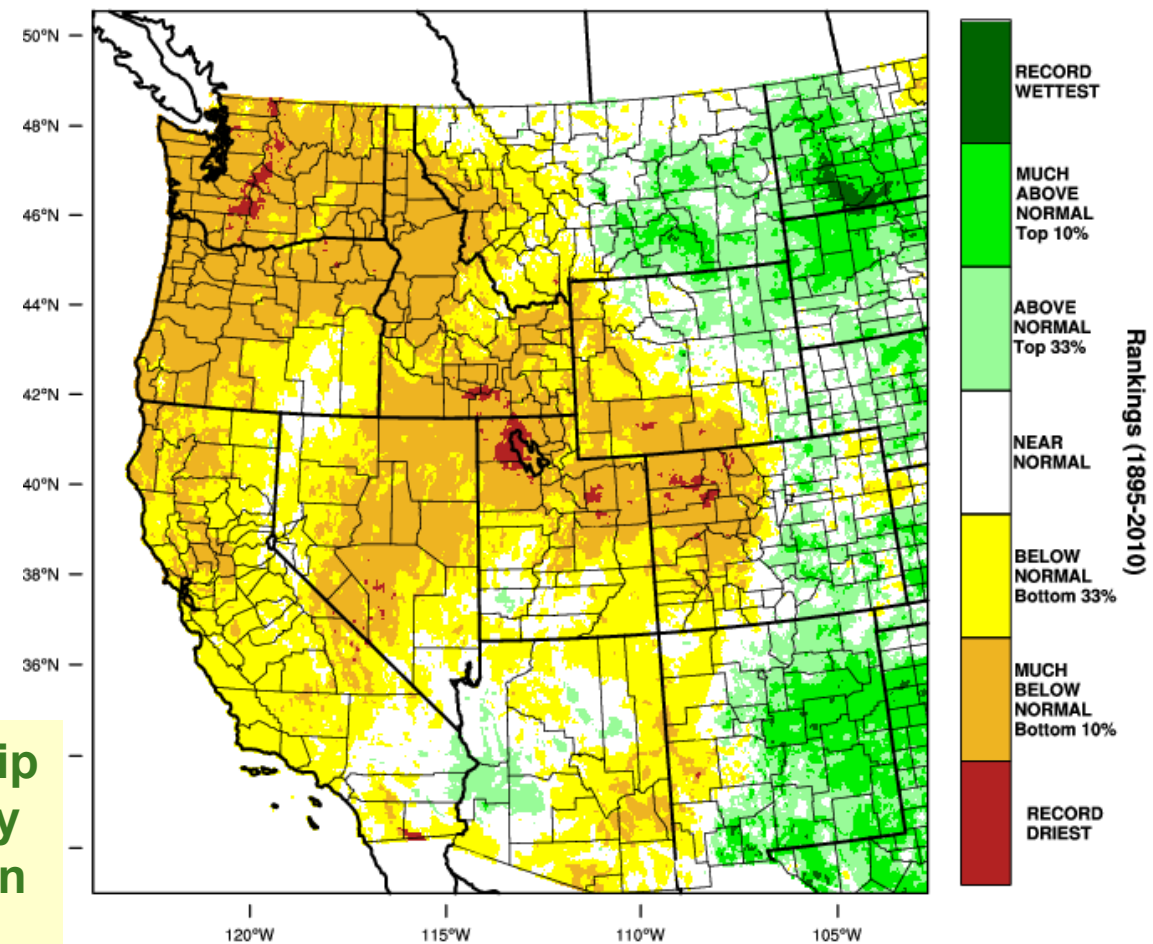 50°N
48°N
46°N
44°N
42°N
40°N
38°N
36°N
120°W
115°W
110°W
105°W
RECORD
WETTEST
MUCH
ABOVE
NORMAL
Top 10%
ABOVE
NORMAL
Top 33%
NEAR
NORMAL
BELOW
NORMAL
Bottom 33%
MUCH
BELOW
NORMAL
Bottom 10%
RECORD
DRIEST
Rankings (1895-2010)
ip
y
n